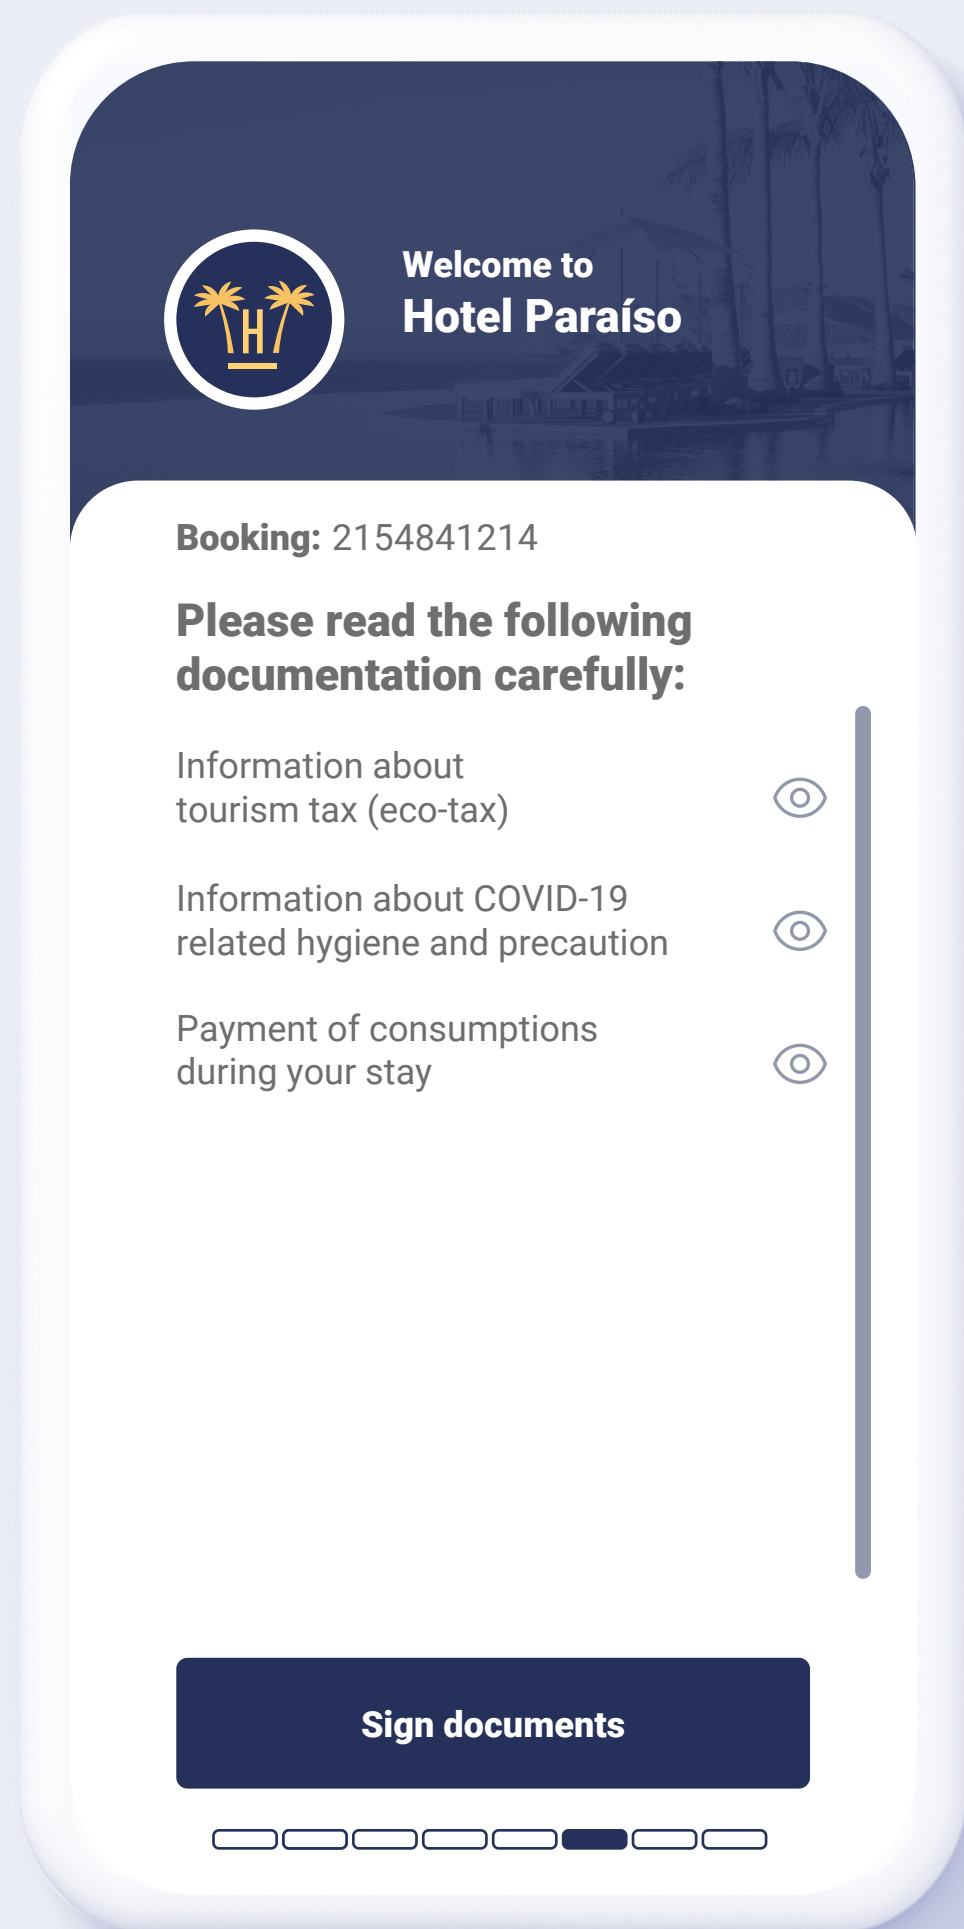 H
Welcome to
Hotel Paraíso
Booking: 2154841214
Please read the following
documentation carefully:
Information about
tourism tax (eco-tax)
Information about COVID-19
related hygiene and precaution
Payment of consumptions
during your stay
Sign documents